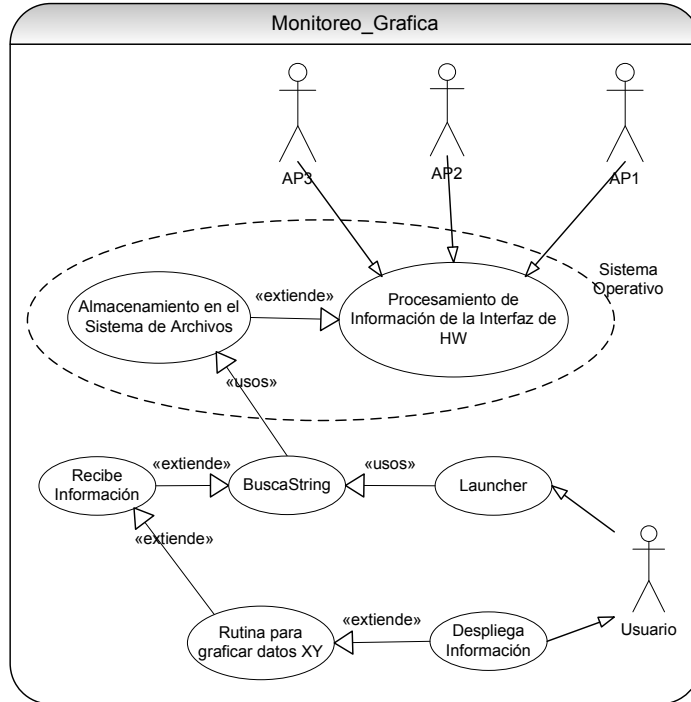 Monitoreo_Grafica
AP3
AP2
AP1
Sistema
Operativo
Almacenamiento en el
Sistema de Archivos
«extiende»
Procesamiento de
Información de la Interfaz de
HW
«usos»
Recibe
Información
«extiende»
BuscaString
«usos»
Launcher
«extiende»
Rutina para
graficar datos XY
«extiende»
Despliega
Información
Usuario